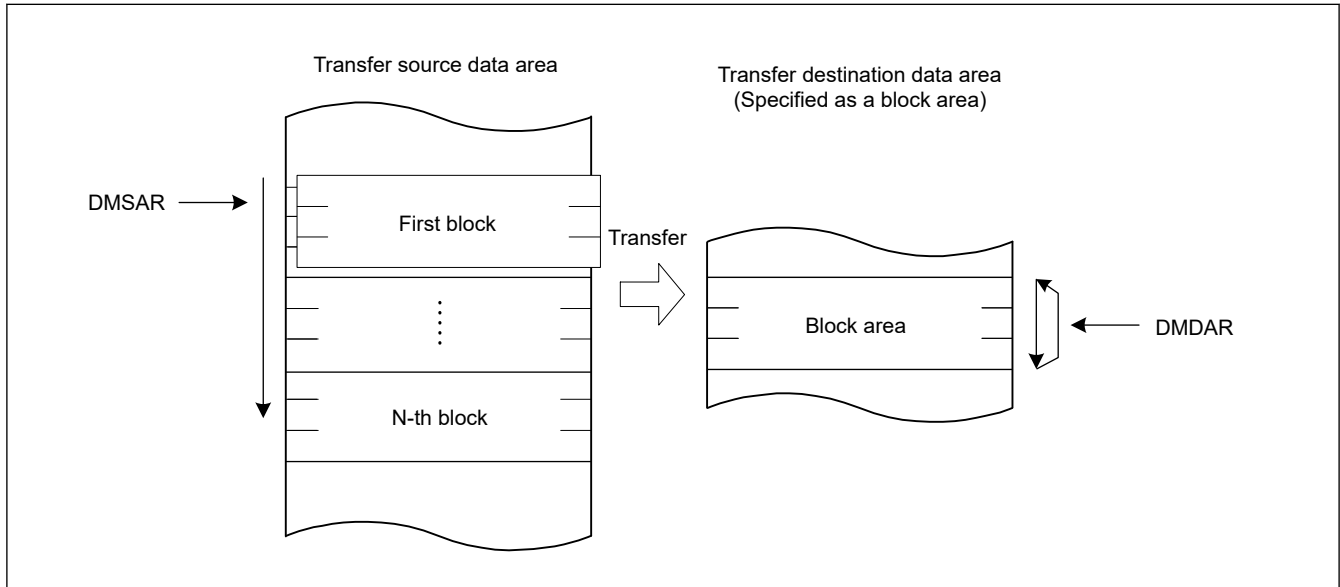 Transfer source data area
Transfer destination data area
(Specified as a block area)
DMSAR
First block
Transfer
Block area
DMDAR
N-th block